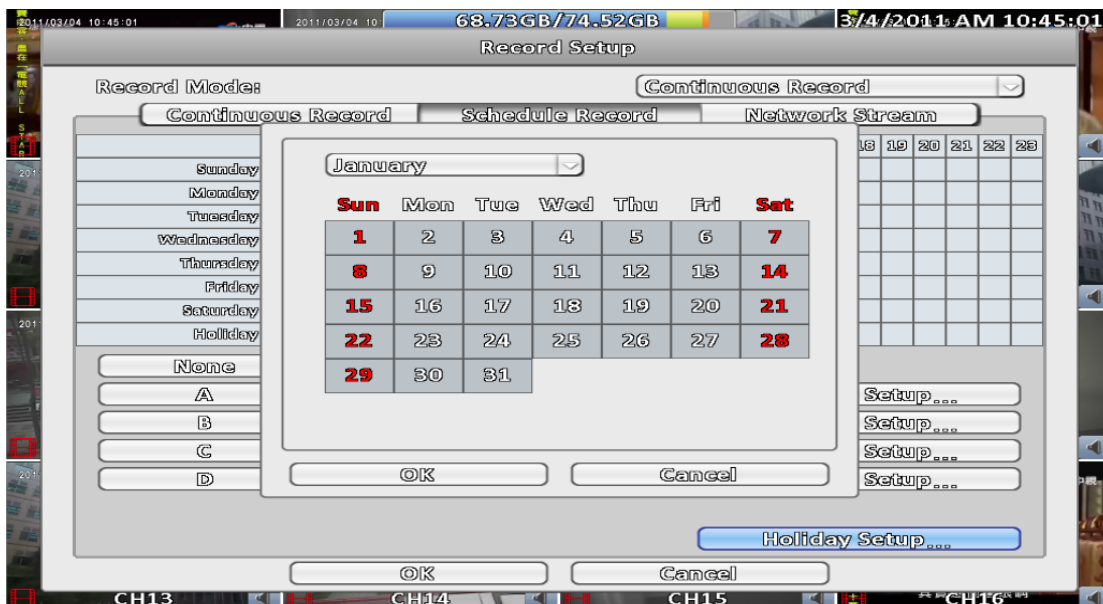 2011/03/04 10:45:01
2011/03/04 10:
68.73GB/74.52GB
3/4/2011 AM 10:45:01
Record Setup
Record Mode:
Continuous Record
Continuous Record
Schedule Record
Network Stream
18 19 20 21 22 23
Sunday
Monday
Tuesday
Wednesday
Thursday
Friday
Saturday
Holiday
January
Sun Mon Tue Wed Thu Fri Sat
1 2 3 4 5 6 7
8 9 10 11 12 13 14
15 16 17 18 19 20 21
22 23 24 25 26 27 28
29 30 31
OK
Cancel
None
A
Setup...
B
Setup...
C
Setup...
D
Setup...
Holiday Setup...
OK
Cancel
CH13
CH14
CH15
CH16